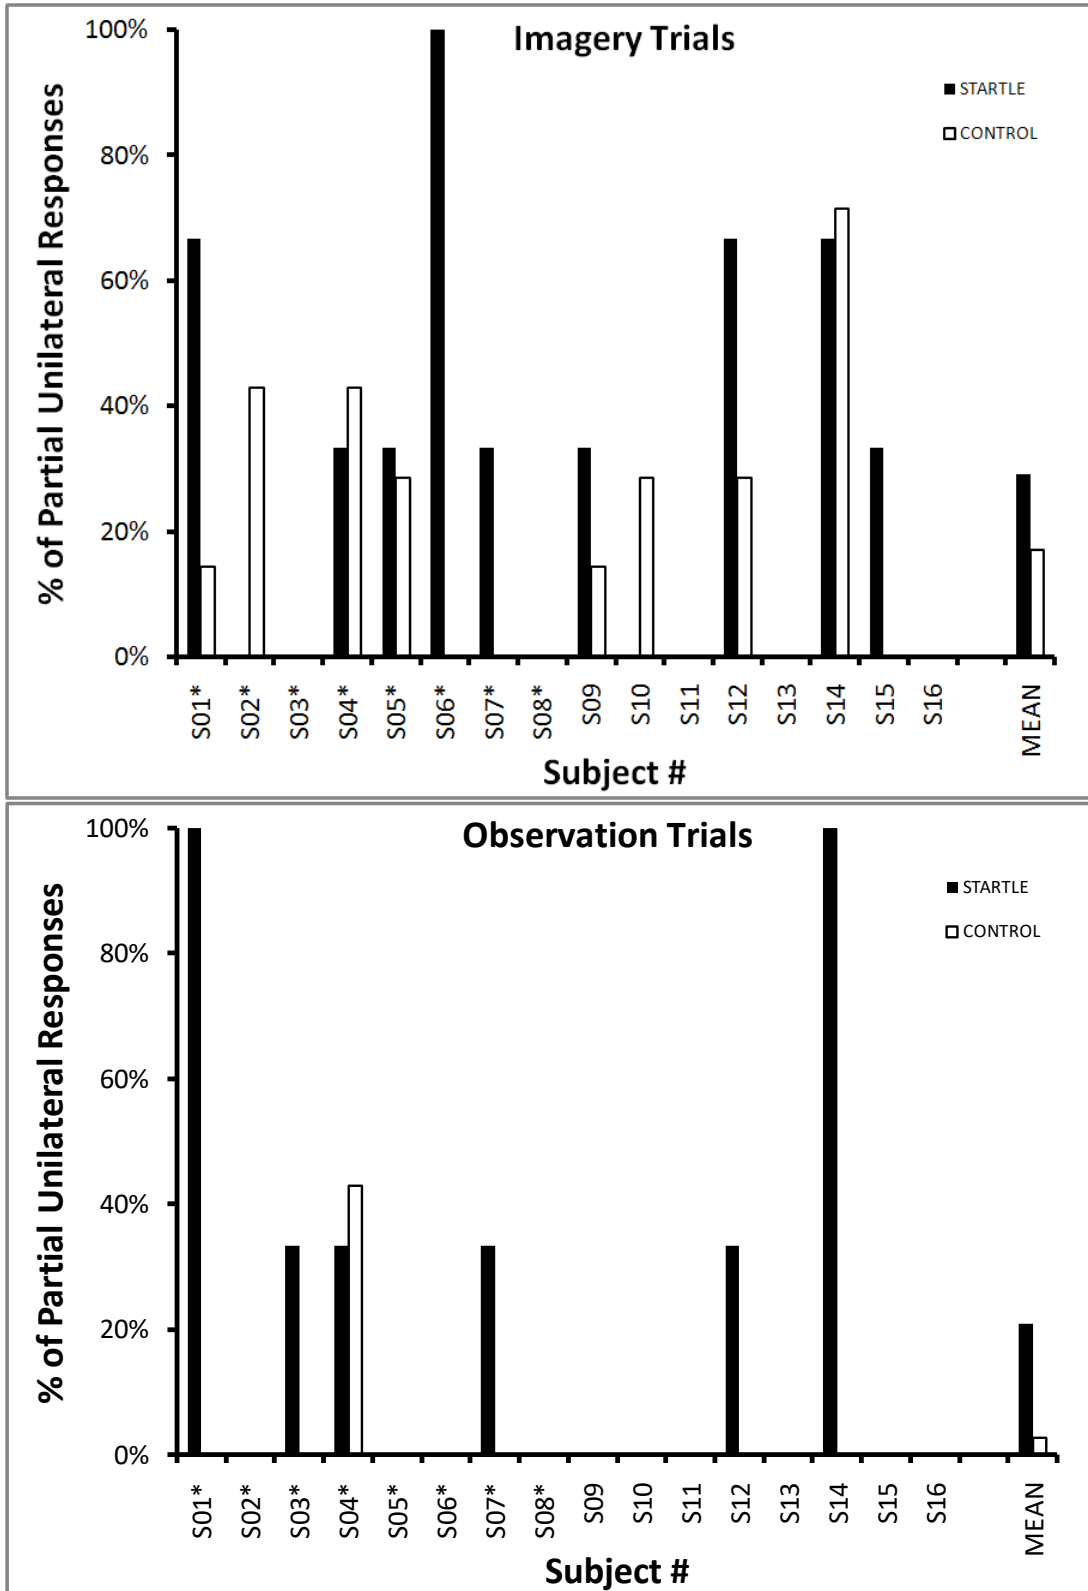 Imagery Trials
% of Partial Unilateral Responses
100%
80%
60%
40%
20%
0%
STARTLE
CONTROL
S01*
S02*
S03*
S04*
S05*
S06*
S07*
S08*
S09
S10
S11
S12
S13
S14
S15
S16
MEAN
Subject #
Observation Trials
% of Partial Unilateral Responses
100%
80%
60%
40%
20%
0%
STARTLE
CONTROL
S01*
S02*
S03*
S04*
S05*
S06*
S07*
S08*
S09
S10
S11
S12
S13
S14
S15
S16
MEAN
Subject #